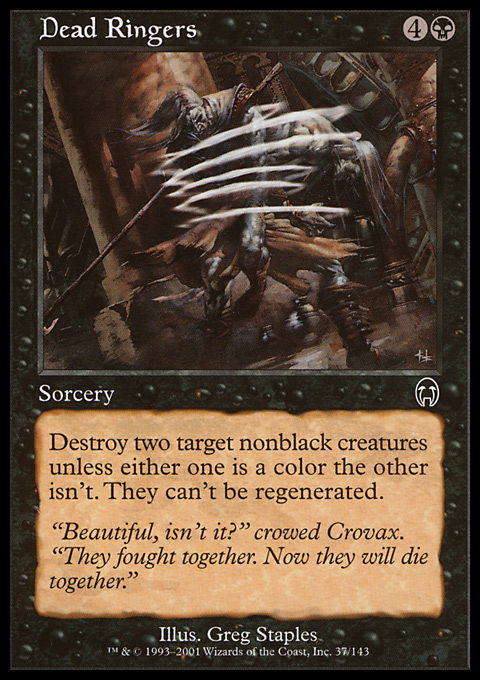 Dead Ringers 4
Sorcery
Destroy two target nonblack creatures
unless either one is a color the other
isn't. They can't be regenerated.
“Beautiful, isn't it?” crowed Crovax.
“They fought together. Now they will die
together.”
Illus. Greg Staples
™ & © 1993–2001 Wizards of the Coast, Inc. 37/143